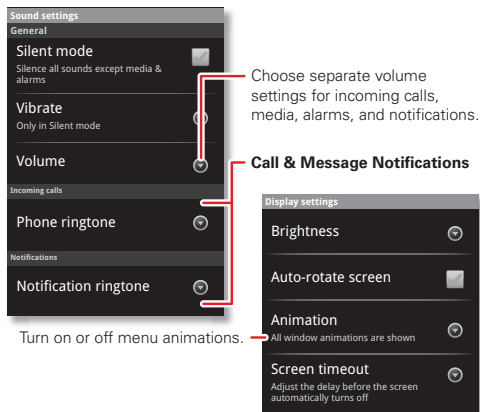 Sound settings
General
Silent mode
Silence all sounds except media &
alarms
Vibrate
Only in Silent mode
Volume
Incoming calls
Phone ringtone
Notifications
Notification ringtone
Choose separate volume
settings for incoming calls,
media, alarms, and notifications.
Call & Message Notifications
Display settings
Brightness
Auto-rotate screen
Animation
All window animations are shown
Screen timeout
Adjust the delay before the screen
automatically turns off
Turn on or off menu animations.